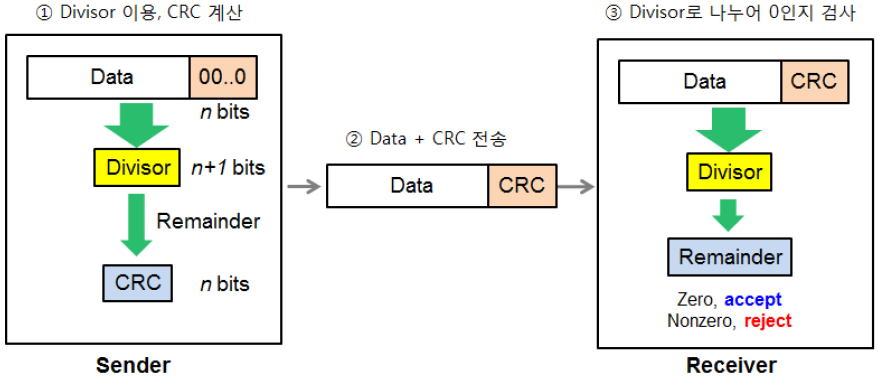 ① Divisor 이용, CRC 계산
Data 00..0
n bits
Divisor n+1 bits
Remainder
CRC n bits
Sender
② Data + CRC 전송
Data CRC
③ Divisor로 나누어 0인지 검사
Data CRC
Divisor
Remainder
Zero, accept
Nonzero, reject
Receiver